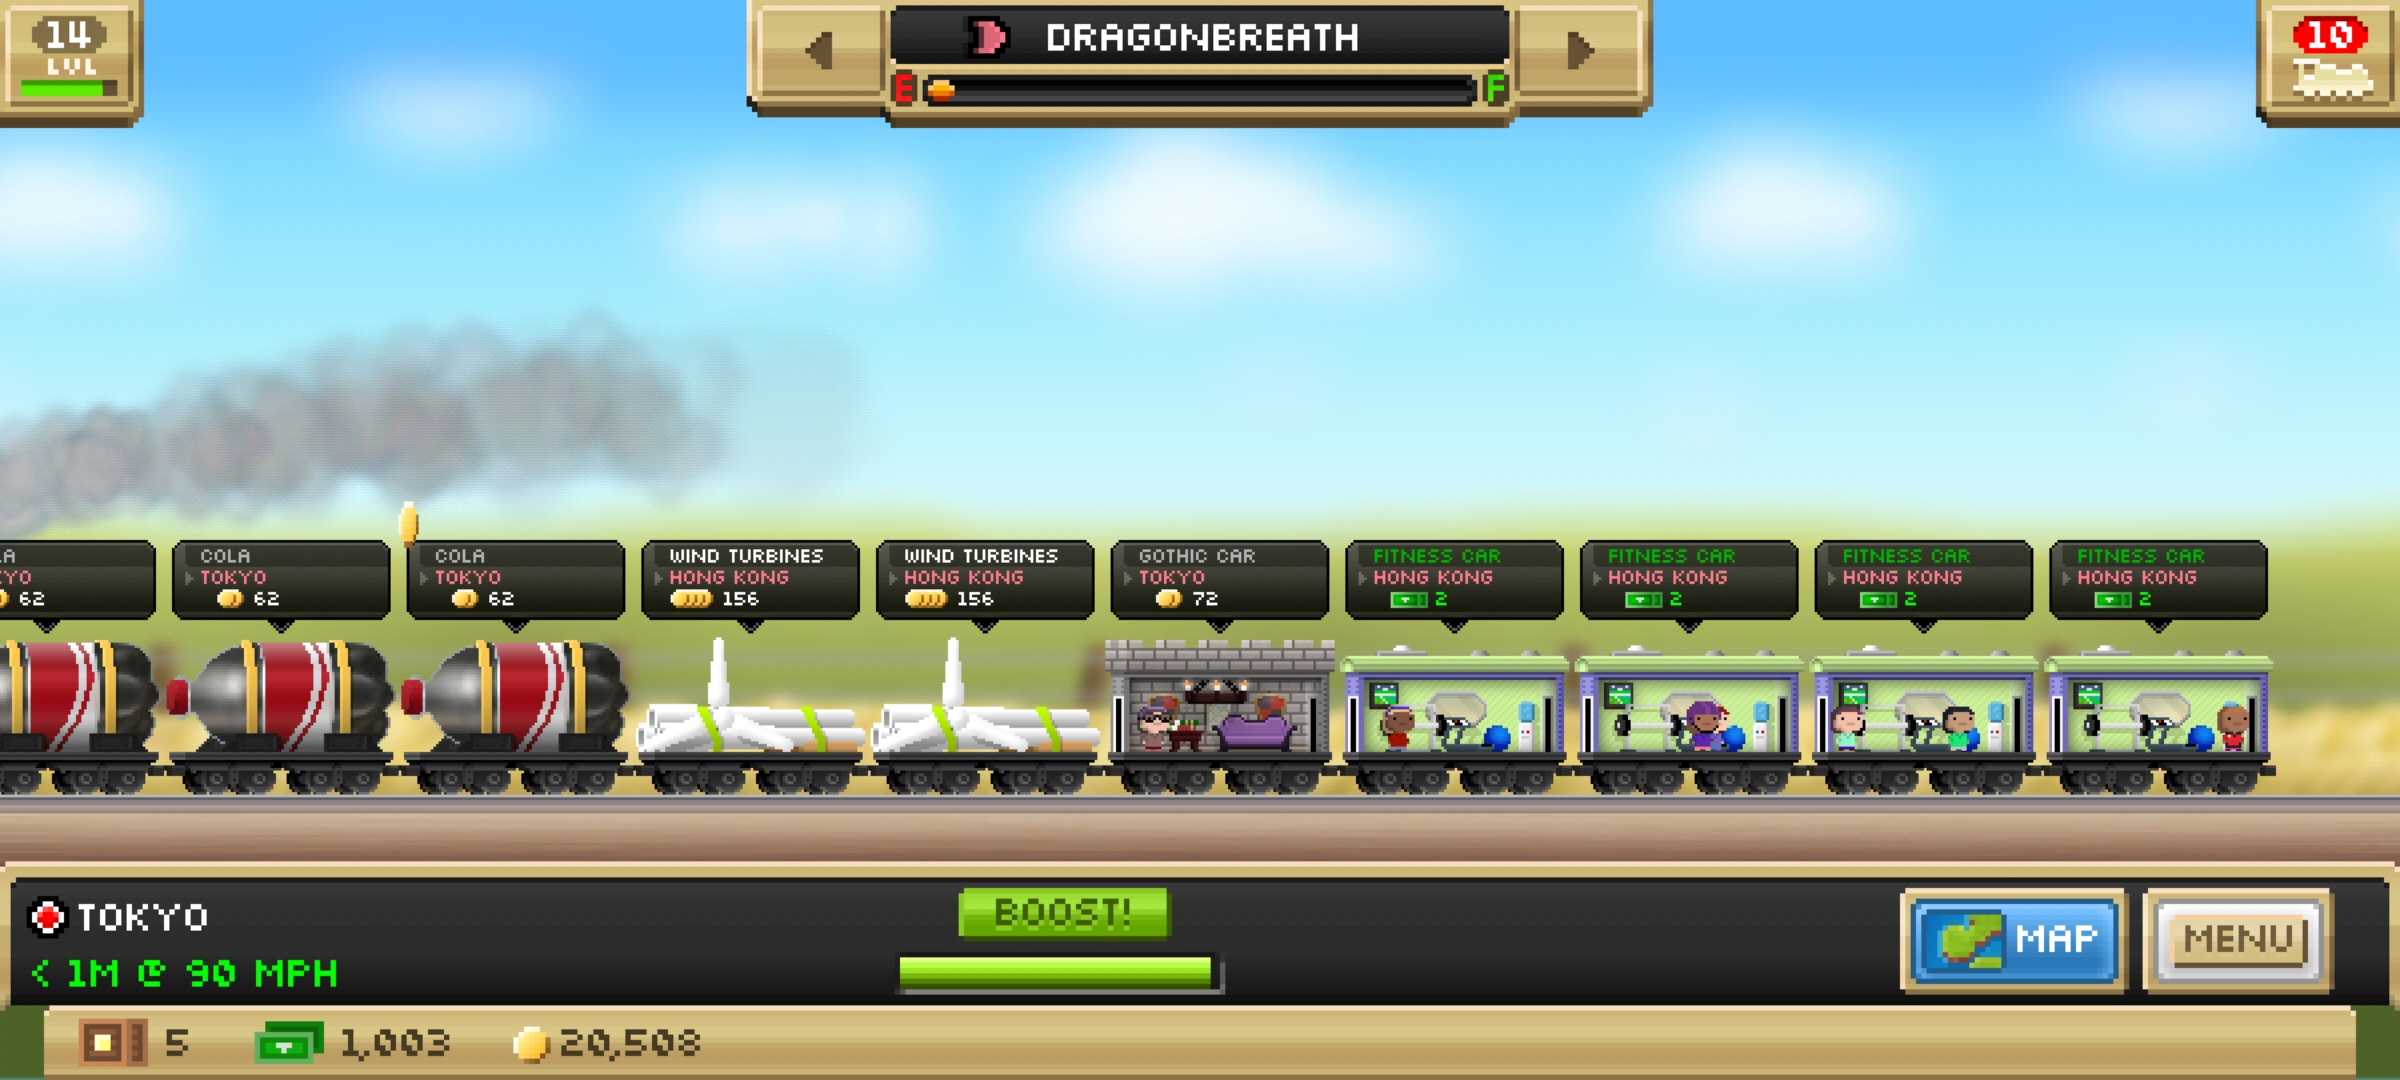 14
LVL
DRAGONBREATH
E F
10
COLA
TOKYO
62
COLA
TOKYO
62
WIND TURBINES
HONG KONG
156
WIND TURBINES
HONG KONG
156
GOTHIC CAR
TOKYO
72
FITNESS CAR
HONG KONG
2
FITNESS CAR
HONG KONG
2
FITNESS CAR
HONG KONG
2
FITNESS CAR
HONG KONG
2
62
TOKYO
< 1M @ 90 MPH
BOOST!
MAP
MENU
5
1,003
20,508